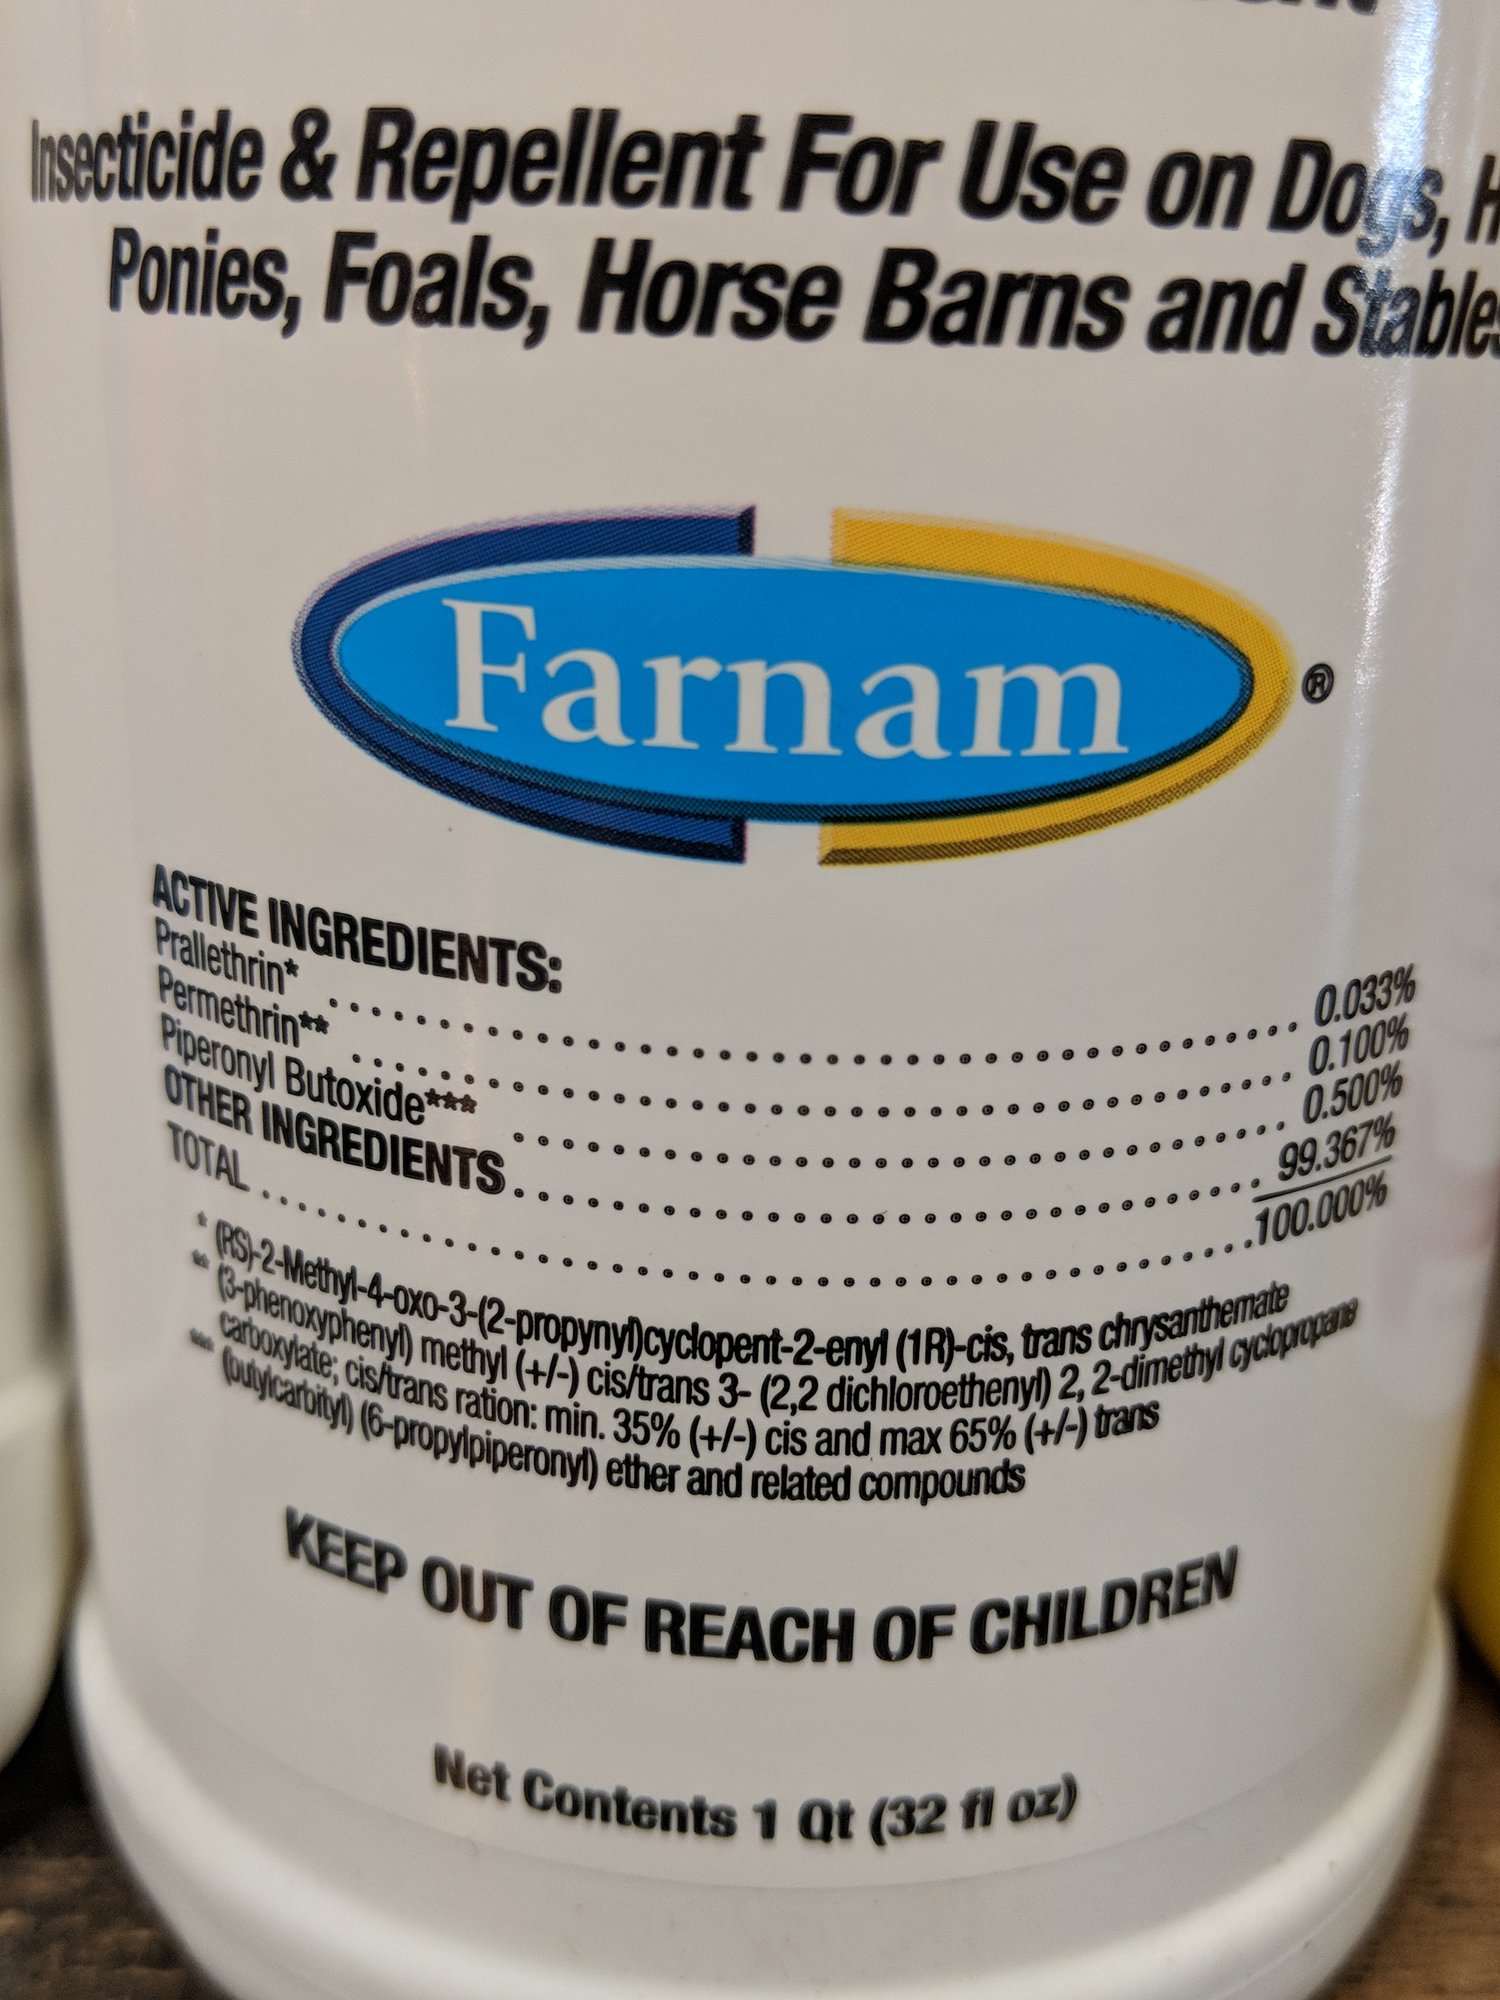 Insecticide & Repellent For Use on Dogs,
Ponies, Foals, Horse Barns and Stables
Farnam®
ACTIVE INGREDIENTS:
Prallethrin* 0.033%
Permethrin** 0.100%
Piperonyl Butoxide*** 0.500%
OTHER INGREDIENTS 99.367%
TOTAL 100.000%
* (RS)-2-Methyl-4-oxo-3-(2-propynyl)cyclopent-2-enyl (1R)-cis, trans chrysanthemate
** (3-phenoxyphenyl) methyl (+/-) cis/trans 3- (2,2 dichloroethenyl) 2, 2-dimethyl cyclopropane
carboxylate; cis/trans ration: min. 35% (+/-) cis and max 65% (+/-) trans
*** (butylcarbityl) (6-propylpiperonyl) ether and related compounds
KEEP OUT OF REACH OF CHILDREN
Net Contents 1 Qt (32 fl oz)